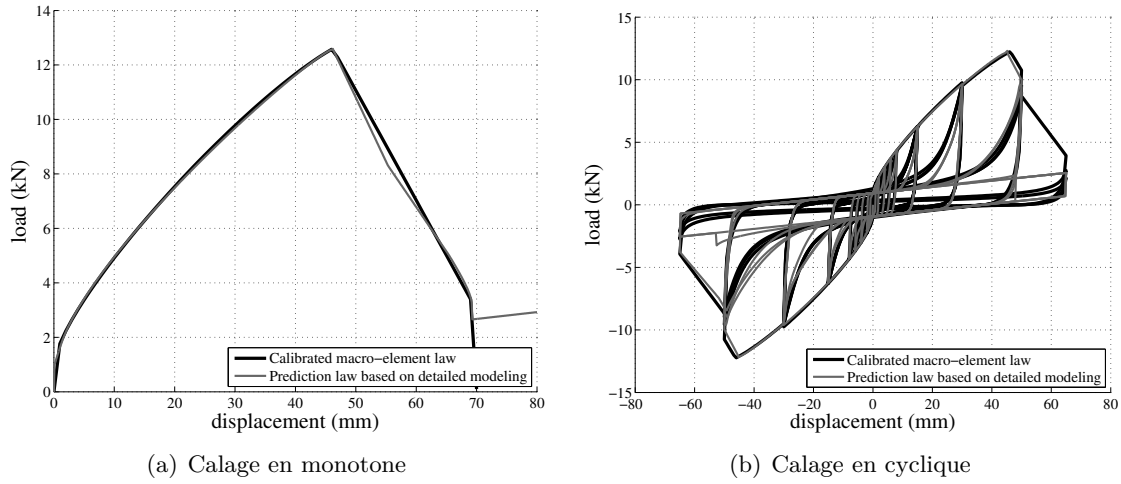 14
12
10
8
6
4
2
0
load (kN)
0 10 20 30 40 50 60 70 80
displacement (mm)
Calibrated macro−element law
Prediction law based on detailed modeling
(a) Calage en monotone
15
10
5
0
−5
−10
−15
load (kN)
−80 −60 −40 −20 0 20 40 60 80
displacement (mm)
Calibrated macro−element law
Prediction law based on detailed modeling
(b) Calage en cyclique